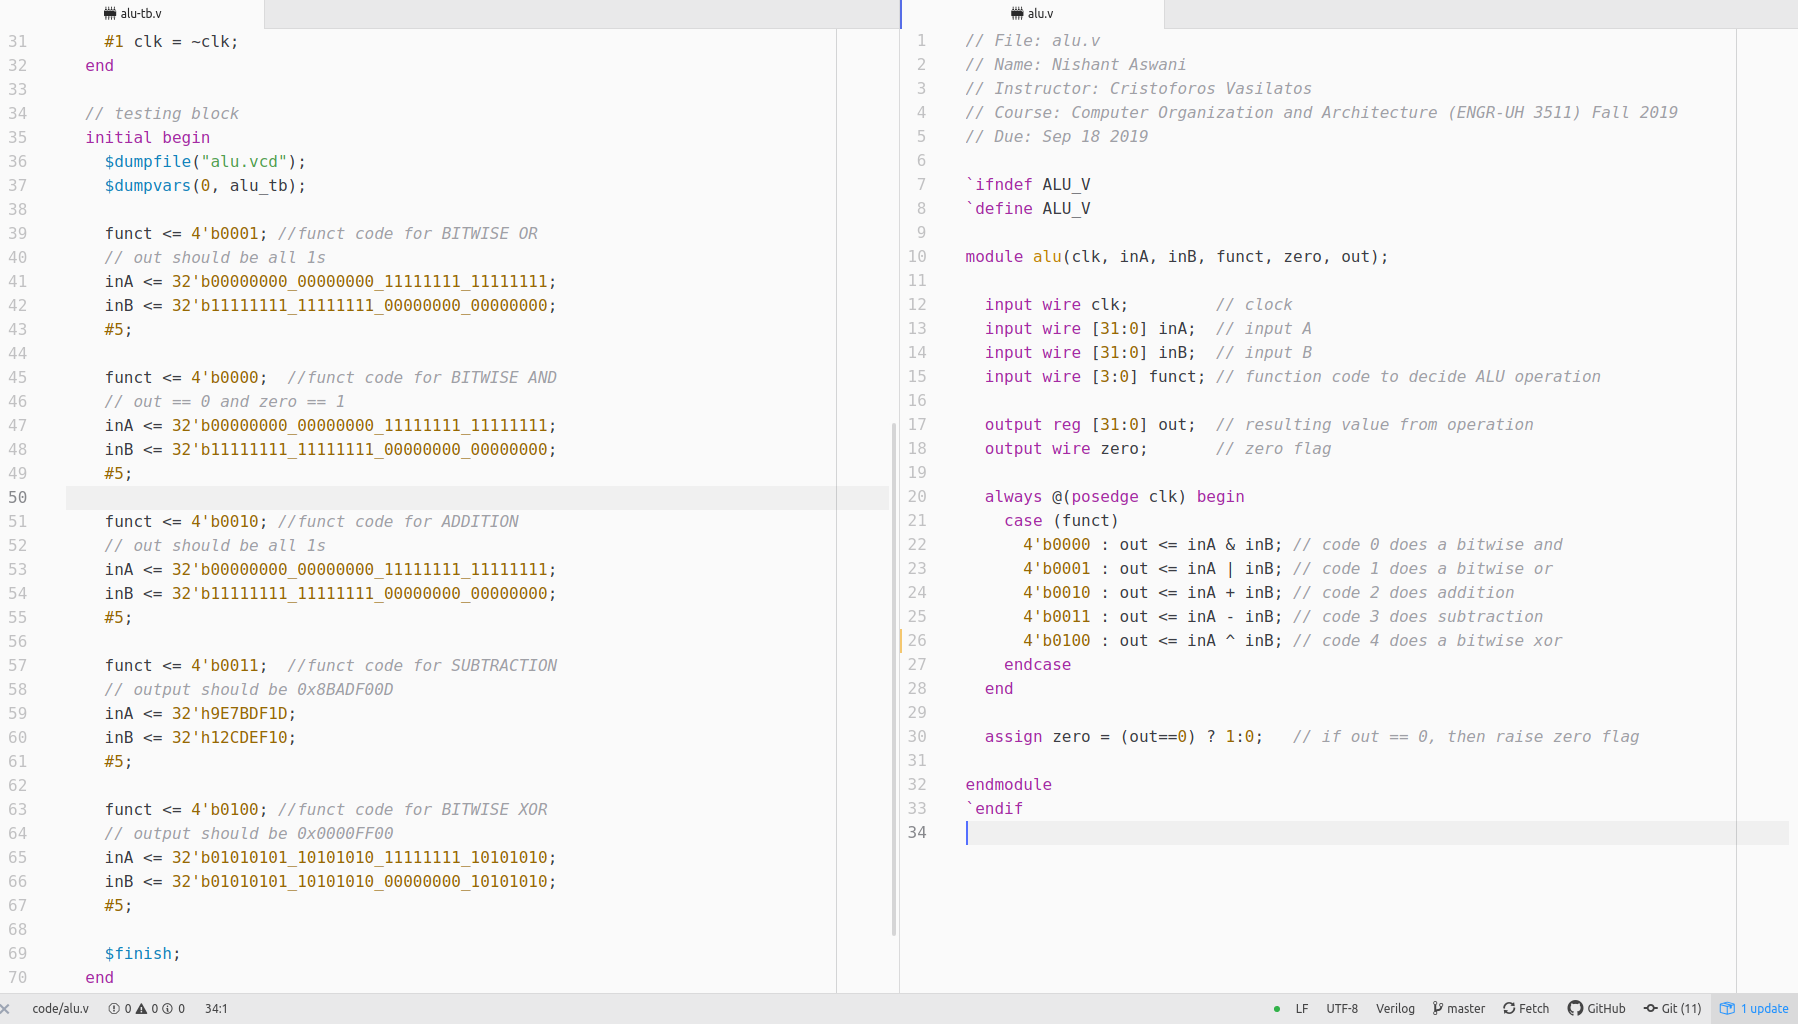 alu-tb.v
31 #1 clk = ~clk;
32 end
33
34 // testing block
35 initial begin
36 $dumpfile("alu.vcd");
37 $dumpvars(0, alu_tb);
38
39 funct <= 4'b0001; //funct code for BITWISE OR
40 // out should be all 1s
41 inA <= 32'b00000000_00000000_11111111_11111111;
42 inB <= 32'b11111111_11111111_00000000_00000000;
43 #5;
44
45 funct <= 4'b0000;  //funct code for BITWISE AND
46 // out == 0 and zero == 1
47 inA <= 32'b00000000_00000000_11111111_11111111;
48 inB <= 32'b11111111_11111111_00000000_00000000;
49 #5;
50
51 funct <= 4'b0010; //funct code for ADDITION
52 // out should be all 1s
53 inA <= 32'b00000000_00000000_11111111_11111111;
54 inB <= 32'b11111111_11111111_00000000_00000000;
55 #5;
56
57 funct <= 4'b0011;  //funct code for SUBTRACTION
58 // output should be 0x8BADF00D
59 inA <= 32'h9E7BDF1D;
60 inB <= 32'h12CDEF10;
61 #5;
62
63 funct <= 4'b0100; //funct code for BITWISE XOR
64 // output should be 0x0000FF00
65 inA <= 32'b01010101_10101010_11111111_10101010;
66 inB <= 32'b01010101_10101010_00000000_10101010;
67 #5;
68
69 $finish;
70 end
alu.v
1 // File: alu.v
2 // Name: Nishant Aswani
3 // Instructor: Cristoforos Vasilatos
4 // Course: Computer Organization and Architecture (ENGR-UH 3511) Fall 2019
5 // Due: Sep 18 2019
6
7 `ifndef ALU_V
8 `define ALU_V
9
10 module alu(clk, inA, inB, funct, zero, out);
11
12 input wire clk;         // clock
13 input wire [31:0] inA;  // input A
14 input wire [31:0] inB;  // input B
15 input wire [3:0] funct; // function code to decide ALU operation
16
17 output reg [31:0] out;  // resulting value from operation
18 output wire zero;       // zero flag
19
20 always @(posedge clk) begin
21 case (funct)
22 4'b0000 : out <= inA & inB; // code 0 does a bitwise and
23 4'b0001 : out <= inA | inB; // code 1 does a bitwise or
24 4'b0010 : out <= inA + inB; // code 2 does addition
25 4'b0011 : out <= inA - inB; // code 3 does subtraction
26 4'b0100 : out <= inA ^ inB; // code 4 does a bitwise xor
27 endcase
28 end
29
30 assign zero = (out==0) ? 1:0;   // if out == 0, then raise zero flag
31
32 endmodule
33 `endif
34
code/alu.v 0 0 0 34:1 LF UTF-8 Verilog master Fetch GitHub Git (11) 1 update